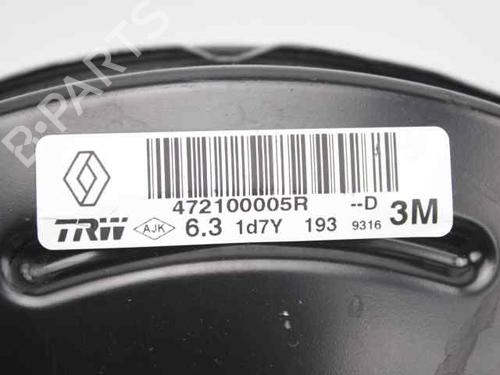 B-PARTS
472100005R --D
TRW AJK 6.3 1d7Y 193 9316 3M